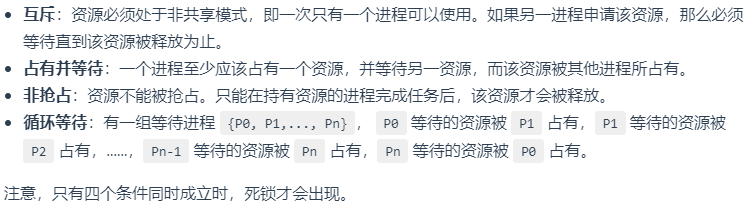 • 互斥：资源必须处于非共享模式，即一次只有一个进程可以使用。如果另一进程申请该资源，那么必须
等待直到该资源被释放为止。
• 占有并等待：一个进程至少应该占有一个资源，并等待另一资源，而该资源被其他进程所占有。
• 非抢占：资源不能被抢占。只能在持有资源的进程完成任务后，该资源才会被释放。
• 循环等待：有一组等待进程 {P0, P1,..., Pn}， P0 等待的资源被 P1 占有， P1 等待的资源被
P2 占有，……， Pn-1 等待的资源被 Pn 占有， Pn 等待的资源被 P0 占有。
注意，只有四个条件同时成立时，死锁才会出现。